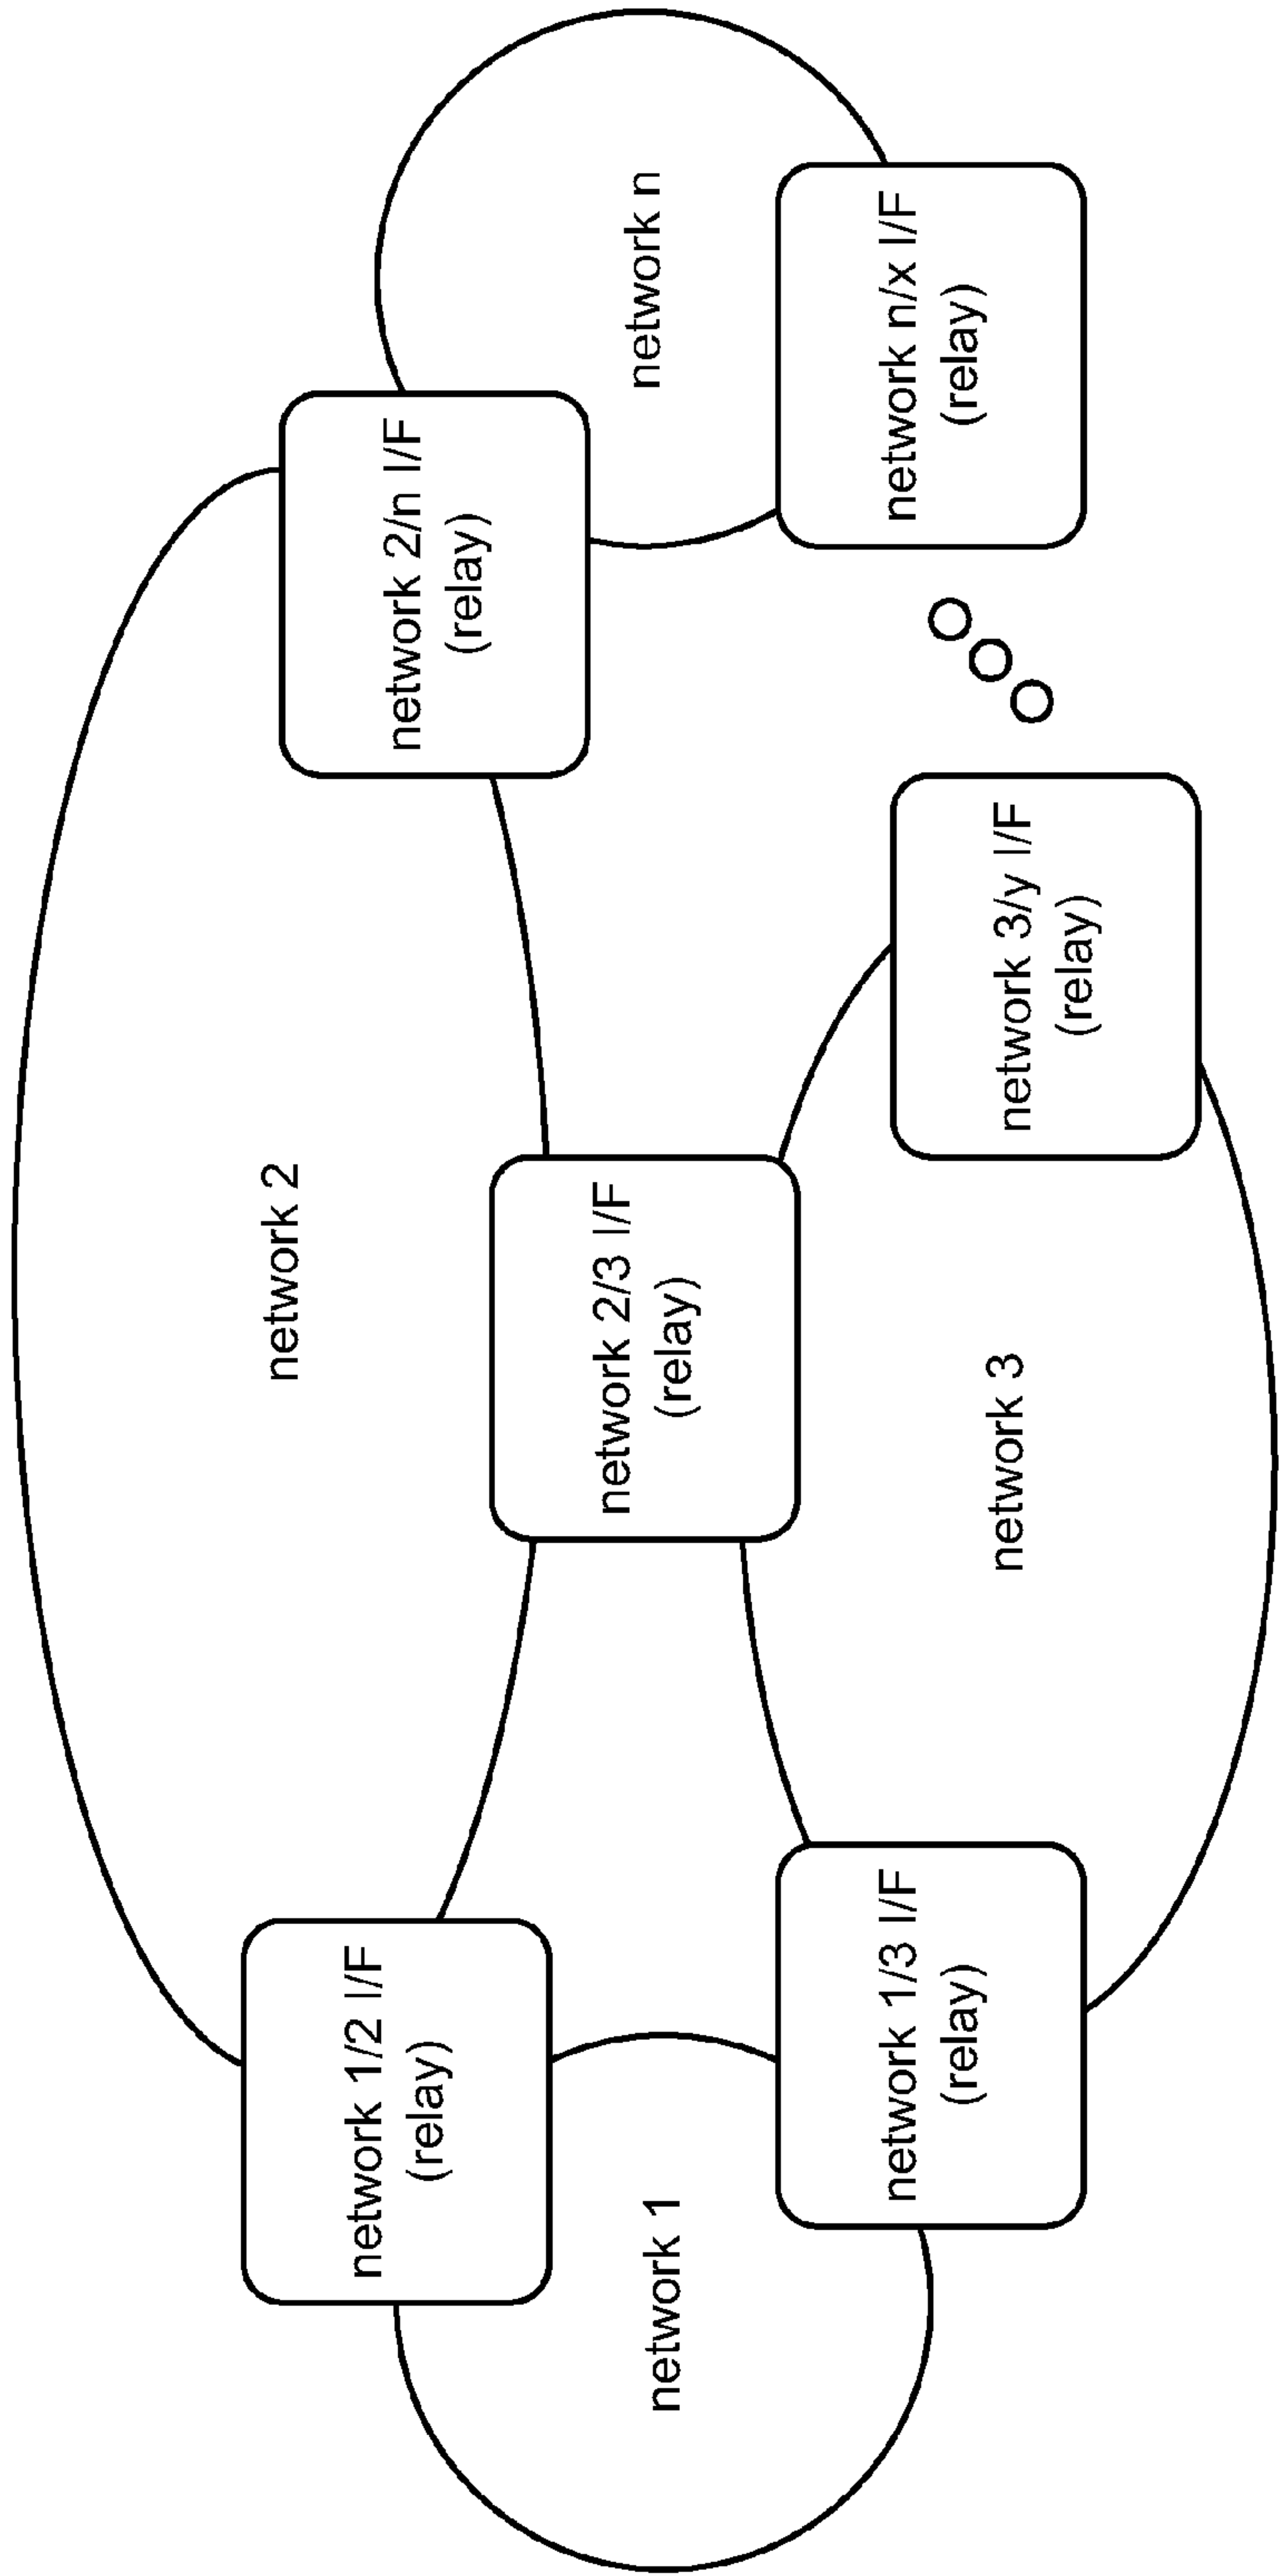 network 2
network 1/2 I/F
(relay)
network 2/n I/F
(relay)
network 2/3 I/F
(relay)
network 1
network n
network 1/3 I/F
(relay)
network 3
network 3/y I/F
(relay)
network n/x I/F
(relay)